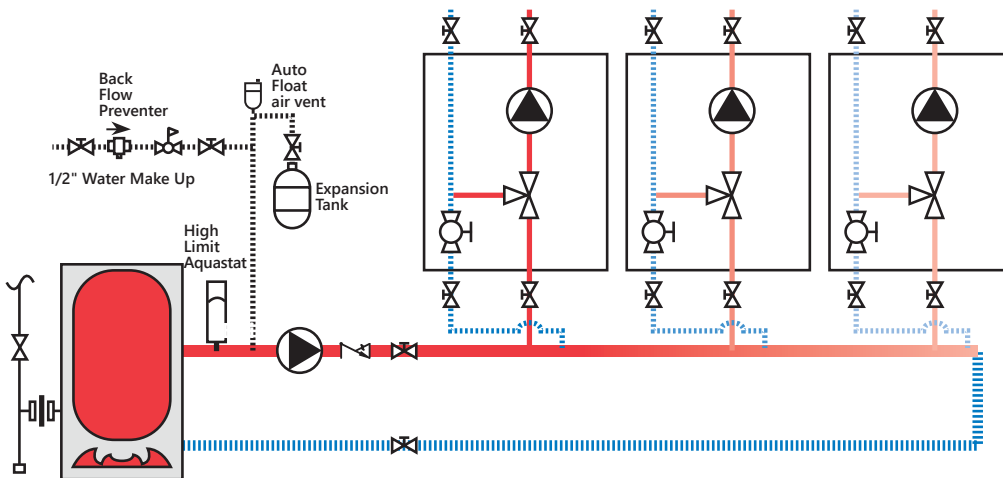 Back
Flow
Preventer
Auto
Float
air vent
1/2" Water Make Up
Expansion
Tank
High
Limit
Aquastat